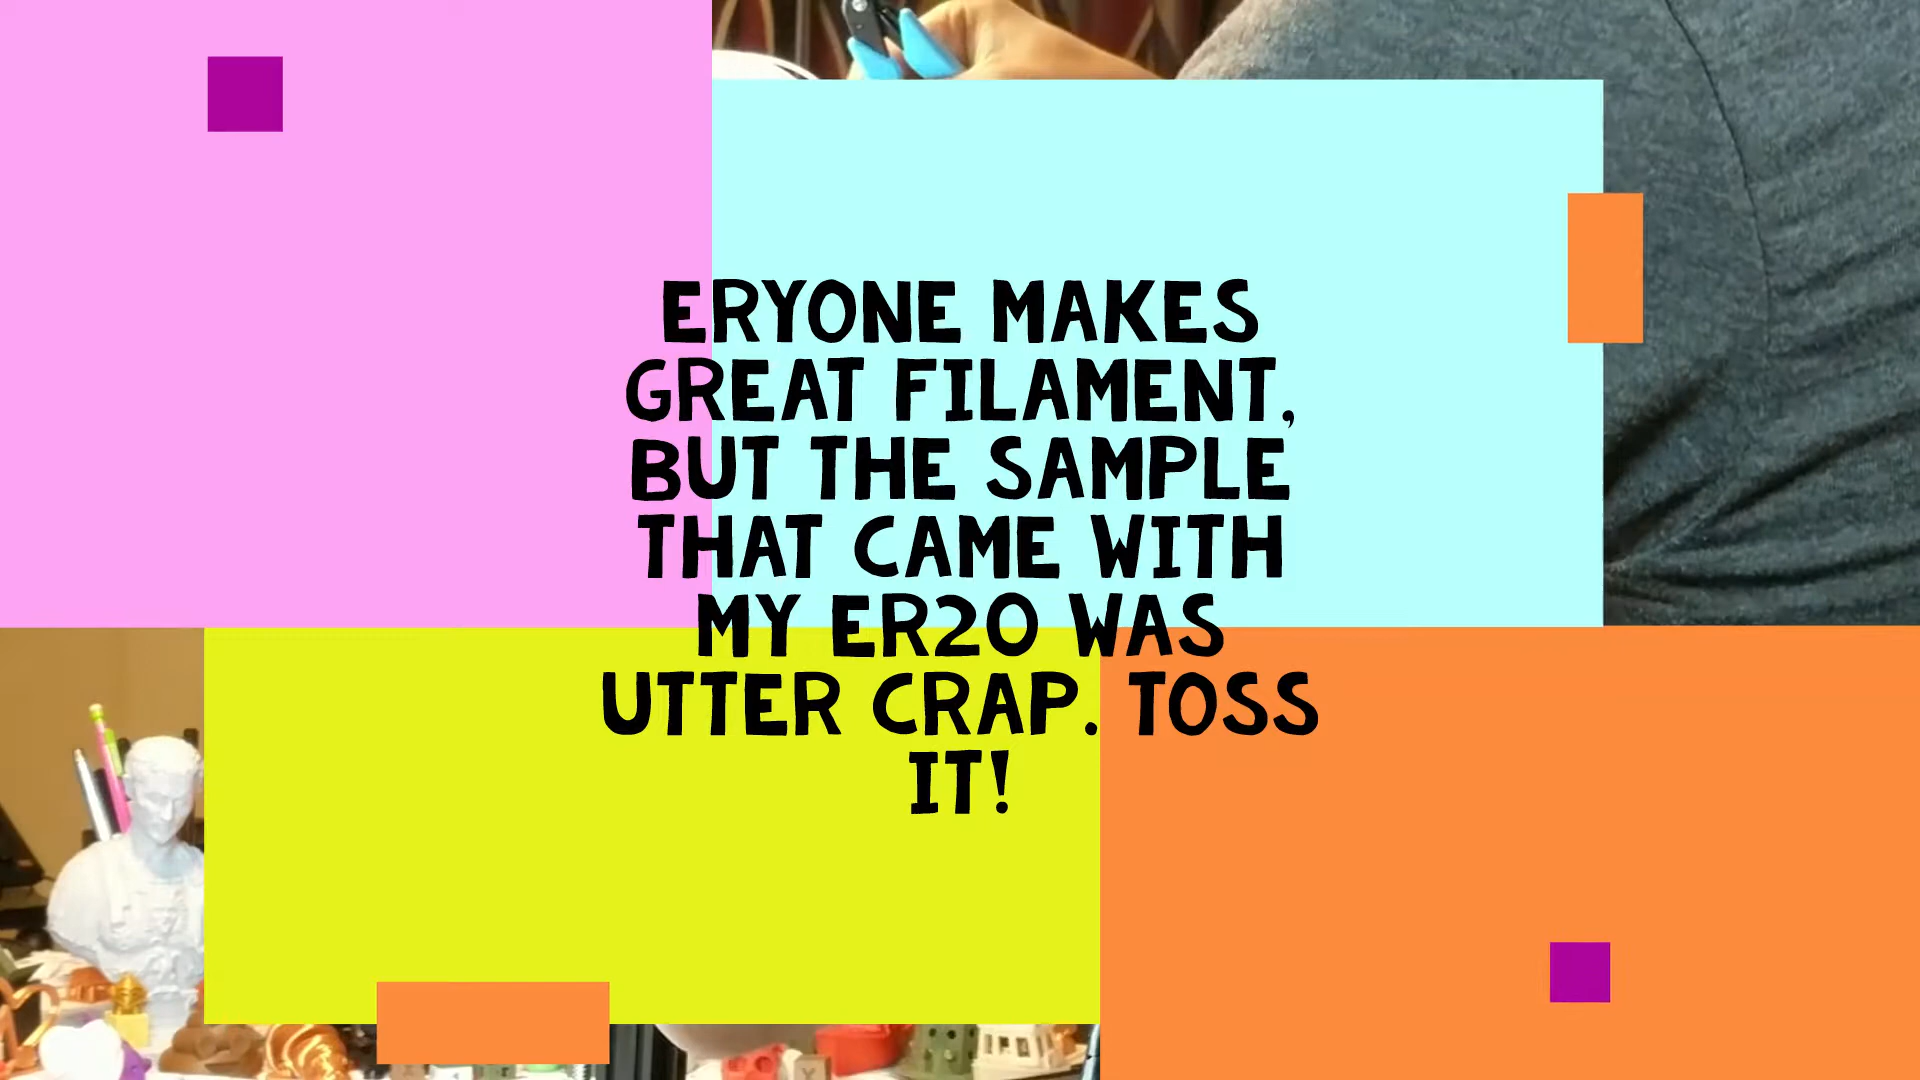 ERYONE MAKES
GREAT FILAMENT,
BUT THE SAMPLE
THAT CAME WITH
MY ER20 WAS
UTTER CRAP. TOSS
IT!